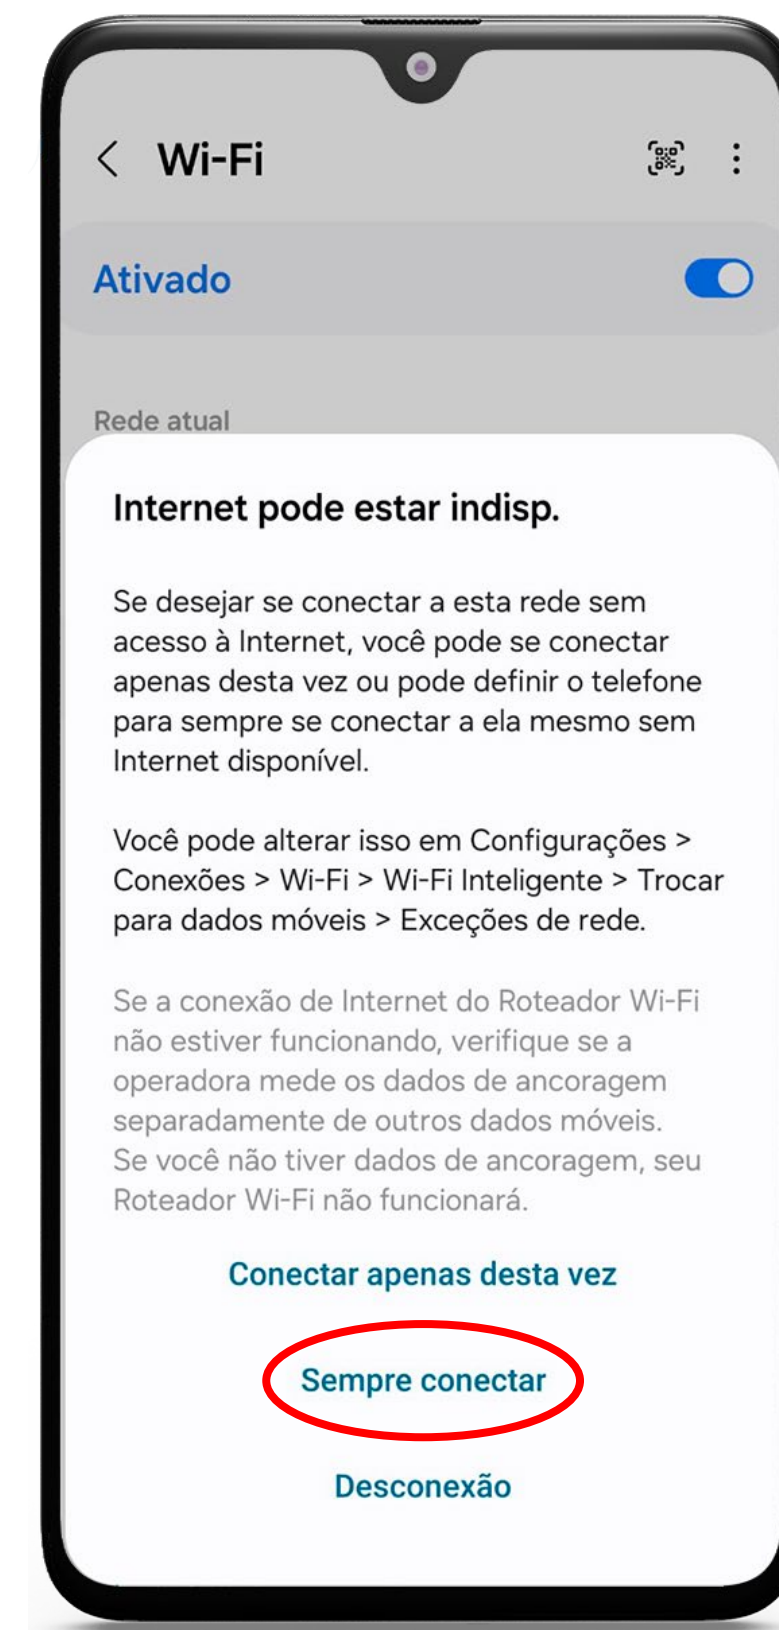 Wi-Fi
Ativado
Rede atual
Internet pode estar indisp.
Se desejar se conectar a esta rede sem
acesso à Internet, você pode se conectar
apenas desta vez ou pode definir o telefone
para sempre se conectar a ela mesmo sem
Internet disponível.
Você pode alterar isso em Configurações >
Conexões > Wi-Fi > Wi-Fi Inteligente > Trocar
para dados móveis > Exceções de rede.
Se a conexão de Internet do Roteador Wi-Fi
não estiver funcionando, verifique se a
operadora mede os dados de ancoragem
separadamente de outros dados móveis.
Se você não tiver dados de ancoragem, seu
Roteador Wi-Fi não funcionará.
Conectar apenas desta vez
Sempre conectar
Desconexão